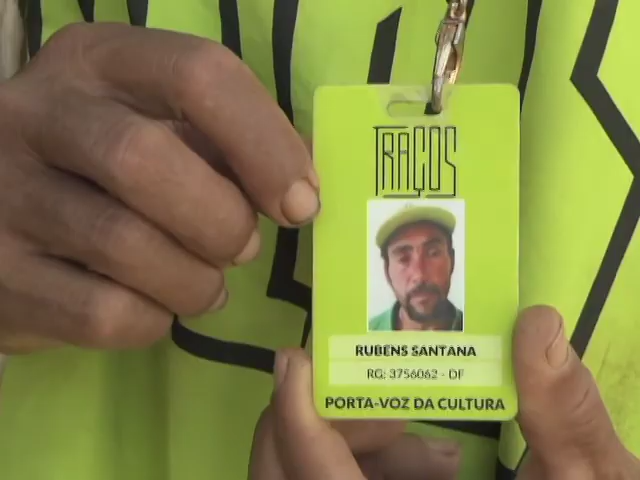 TRAÇOS
RUBENS SANTANA
RG: 3756062 - DF
PORTA-VOZ DA CULTURA